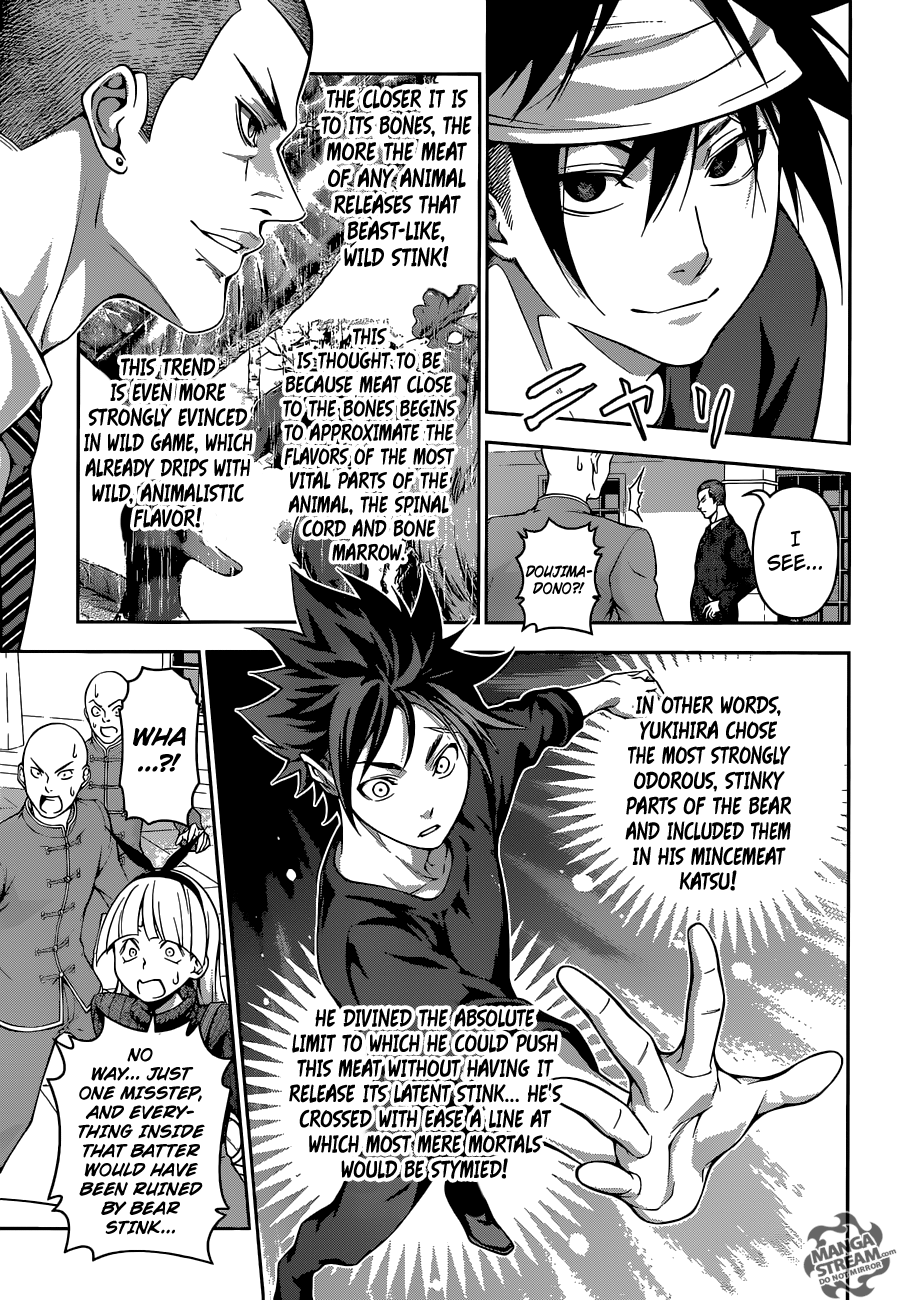 ニヤッ
I
SEE...
DOUJIMA-
DONO?!
THE CLOSER IT IS
TO ITS BONES, THE
MORE THE MEAT
OF ANY ANIMAL
RELEASES THAT
BEAST-LIKE,
WILD STINK!
THIS
IS THOUGHT TO BE
BECAUSE MEAT CLOSE
TO THE BONES BEGINS
TO APPROXIMATE THE
FLAVORS OF THE MOST
VITAL PARTS OF THE
ANIMAL, THE SPINAL
CORD AND BONE
MARROW.
THIS TREND
IS EVEN MORE
STRONGLY EVINCED
IN WILD GAME, WHICH
ALREADY DRIPS WITH
WILD, ANIMALISTIC
FLAVOR!
IN OTHER WORDS,
YUKIHIRA CHOSE
THE MOST STRONGLY
ODOROUS, STINKY
PARTS OF THE BEAR
AND INCLUDED THEM
IN HIS MINCEMEAT
KATSU!
HE DIVINED THE ABSOLUTE
LIMIT TO WHICH HE COULD PUSH
THIS MEAT WITHOUT HAVING IT
RELEASE ITS LATENT STINK... HE'S
CROSSED WITH EASE A LINE AT
WHICH MOST MERE MORTALS
WOULD BE STYMIED!
WHA
...?!
NO
WAY... JUST
ONE MISSTEP,
AND EVERY-
THING INSIDE
THAT BATTER
WOULD HAVE
BEEN RUINED
BY BEAR
STINK...
MANGA
STREAM.com
DO NOT MIRROR!